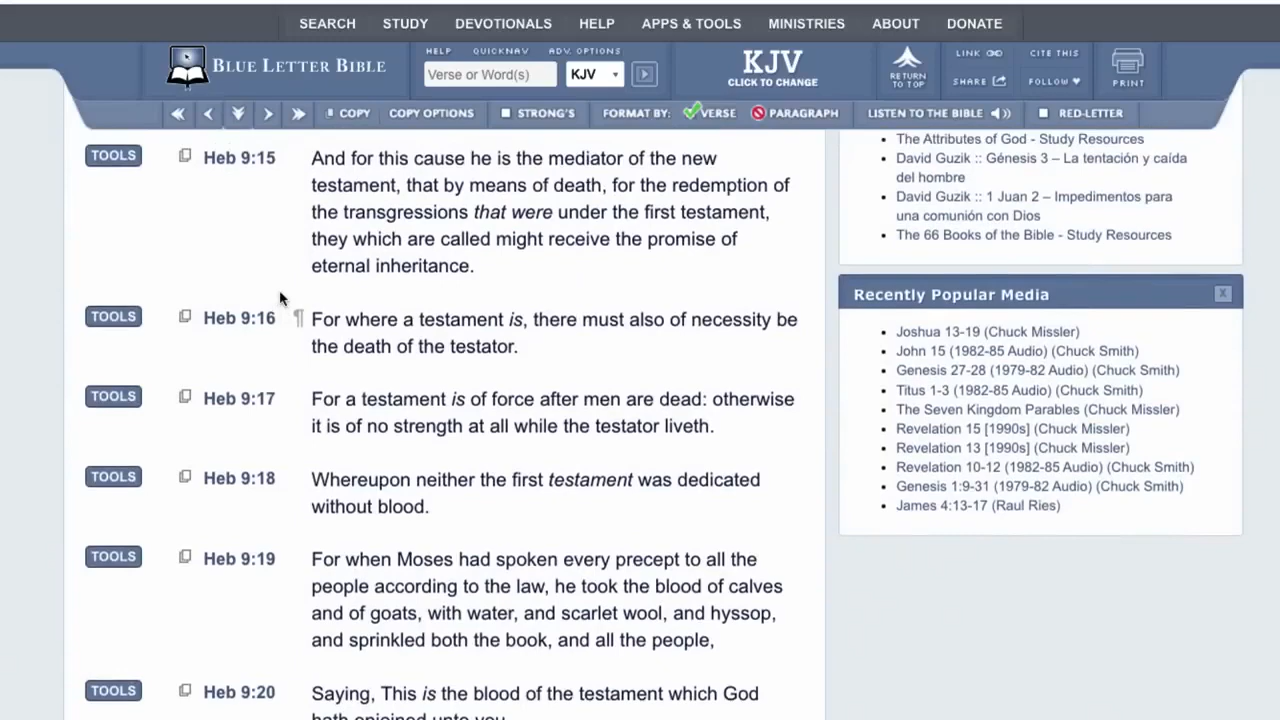 SEARCH STUDY DEVOTIONALS HELP APPS & TOOLS MINISTRIES ABOUT DONATE
BLUE LETTER BIBLE
HELP QUICKNAV ADV. OPTIONS
Verse or Word(s) KJV
KJV
CLICK TO CHANGE
RETURN
TO TOP
LINK CITE THIS
SHARE FOLLOW
PRINT
COPY COPY OPTIONS STRONG'S FORMAT BY: VERSE PARAGRAPH LISTEN TO THE BIBLE RED-LETTER
TOOLS Heb 9:15 And for this cause he is the mediator of the new
testament, that by means of death, for the redemption of
the transgressions that were under the first testament,
they which are called might receive the promise of
eternal inheritance.
TOOLS Heb 9:16 ¶ For where a testament is, there must also of necessity be
the death of the testator.
TOOLS Heb 9:17 For a testament is of force after men are dead: otherwise
it is of no strength at all while the testator liveth.
TOOLS Heb 9:18 Whereupon neither the first testament was dedicated
without blood.
TOOLS Heb 9:19 For when Moses had spoken every precept to all the
people according to the law, he took the blood of calves
and of goats, with water, and scarlet wool, and hyssop,
and sprinkled both the book, and all the people,
TOOLS Heb 9:20 Saying, This is the blood of the testament which God
hath enjoined unto you.
The Attributes of God - Study Resources
David Guzik :: Génesis 3 – La tentación y caída
del hombre
David Guzik :: 1 Juan 2 – Impedimentos para
una comunión con Dios
The 66 Books of the Bible - Study Resources
Recently Popular Media X
Joshua 13-19 (Chuck Missler)
John 15 (1982-85 Audio) (Chuck Smith)
Genesis 27-28 (1979-82 Audio) (Chuck Smith)
Titus 1-3 (1982-85 Audio) (Chuck Smith)
The Seven Kingdom Parables (Chuck Missler)
Revelation 15 [1990s] (Chuck Missler)
Revelation 13 [1990s] (Chuck Missler)
Revelation 10-12 (1982-85 Audio) (Chuck Smith)
Genesis 1:9-31 (1979-82 Audio) (Chuck Smith)
James 4:13-17 (Raul Ries)